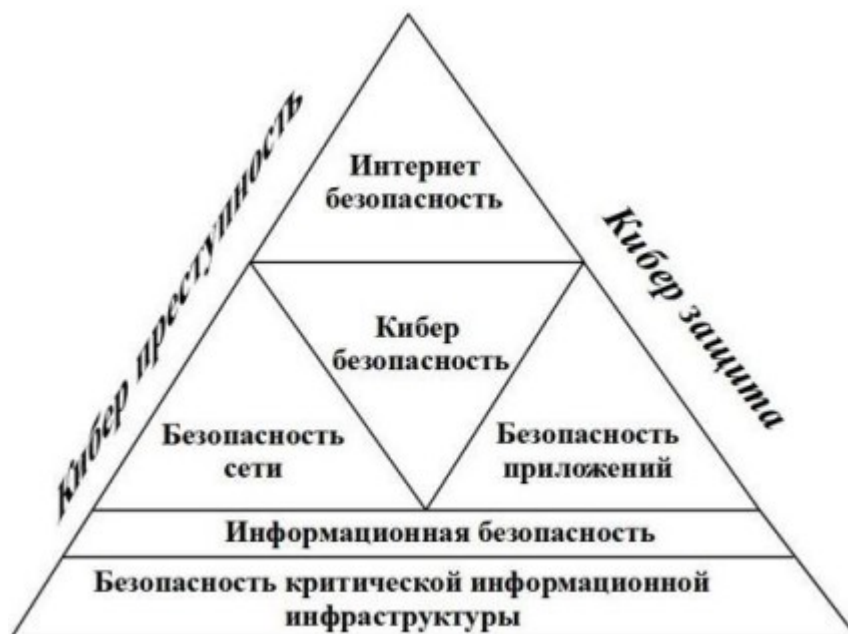 Кибер преступность
Интернет
безопасность
Кибер защита
Кибер
безопасность
Безопасность
сети
Безопасность
приложений
Информационная безопасность
Безопасность критической информационной
инфраструктуры